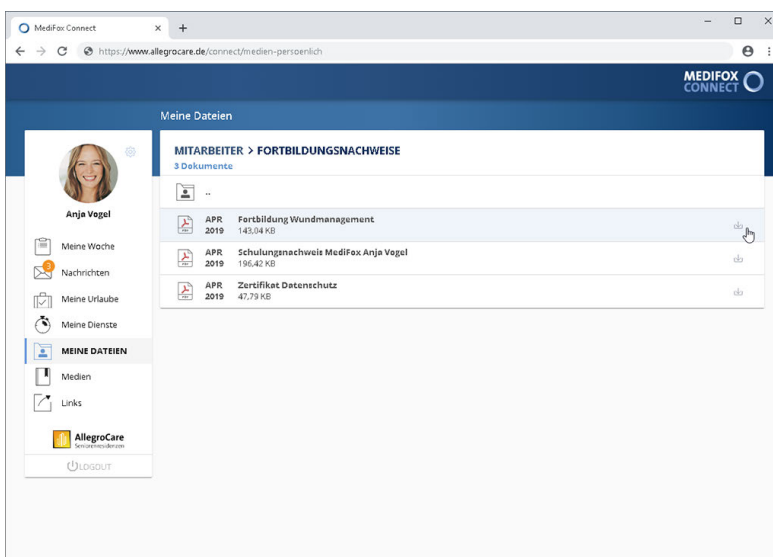 MediFox Connect
https://www.allegrocare.de/connect/medien-persoenlich
MEDIFOX
CONNECT
Meine Dateien
Anja Vogel
Meine Woche
3
Nachrichten
Meine Urlaube
Meine Dienste
MEINE DATEIEN
Medien
Links
AllegroCare
Seniorenresidenzen
LOGOUT
MITARBEITER > FORTBILDUNGSNACHWEISE
3 Dokumente
..
APR Fortbildung Wundmanagement
2019 143,04 KB
APR Schulungsnachweis MediFox Anja Vogel
2019 196,42 KB
APR Zertifikat Datenschutz
2019 47,79 KB